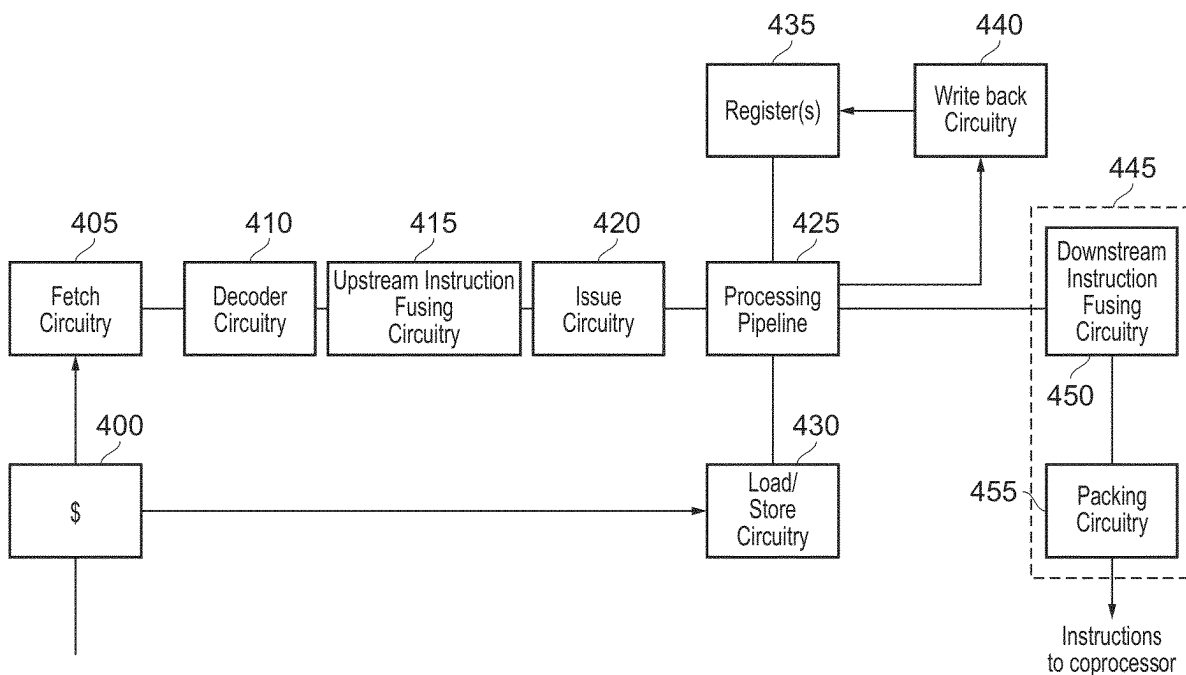 435
440
Register(s)
Write back
Circuitry
445
405
410
415
420
425
Fetch
Circuitry
Decoder
Circuitry
Upstream Instruction
Fusing
Circuitry
Issue
Circuitry
Processing
Pipeline
Downstream
Instruction
Fusing
Circuitry
450
400
430
$
Load/
Store
Circuitry
455
Packing
Circuitry
Instructions
to coprocessor